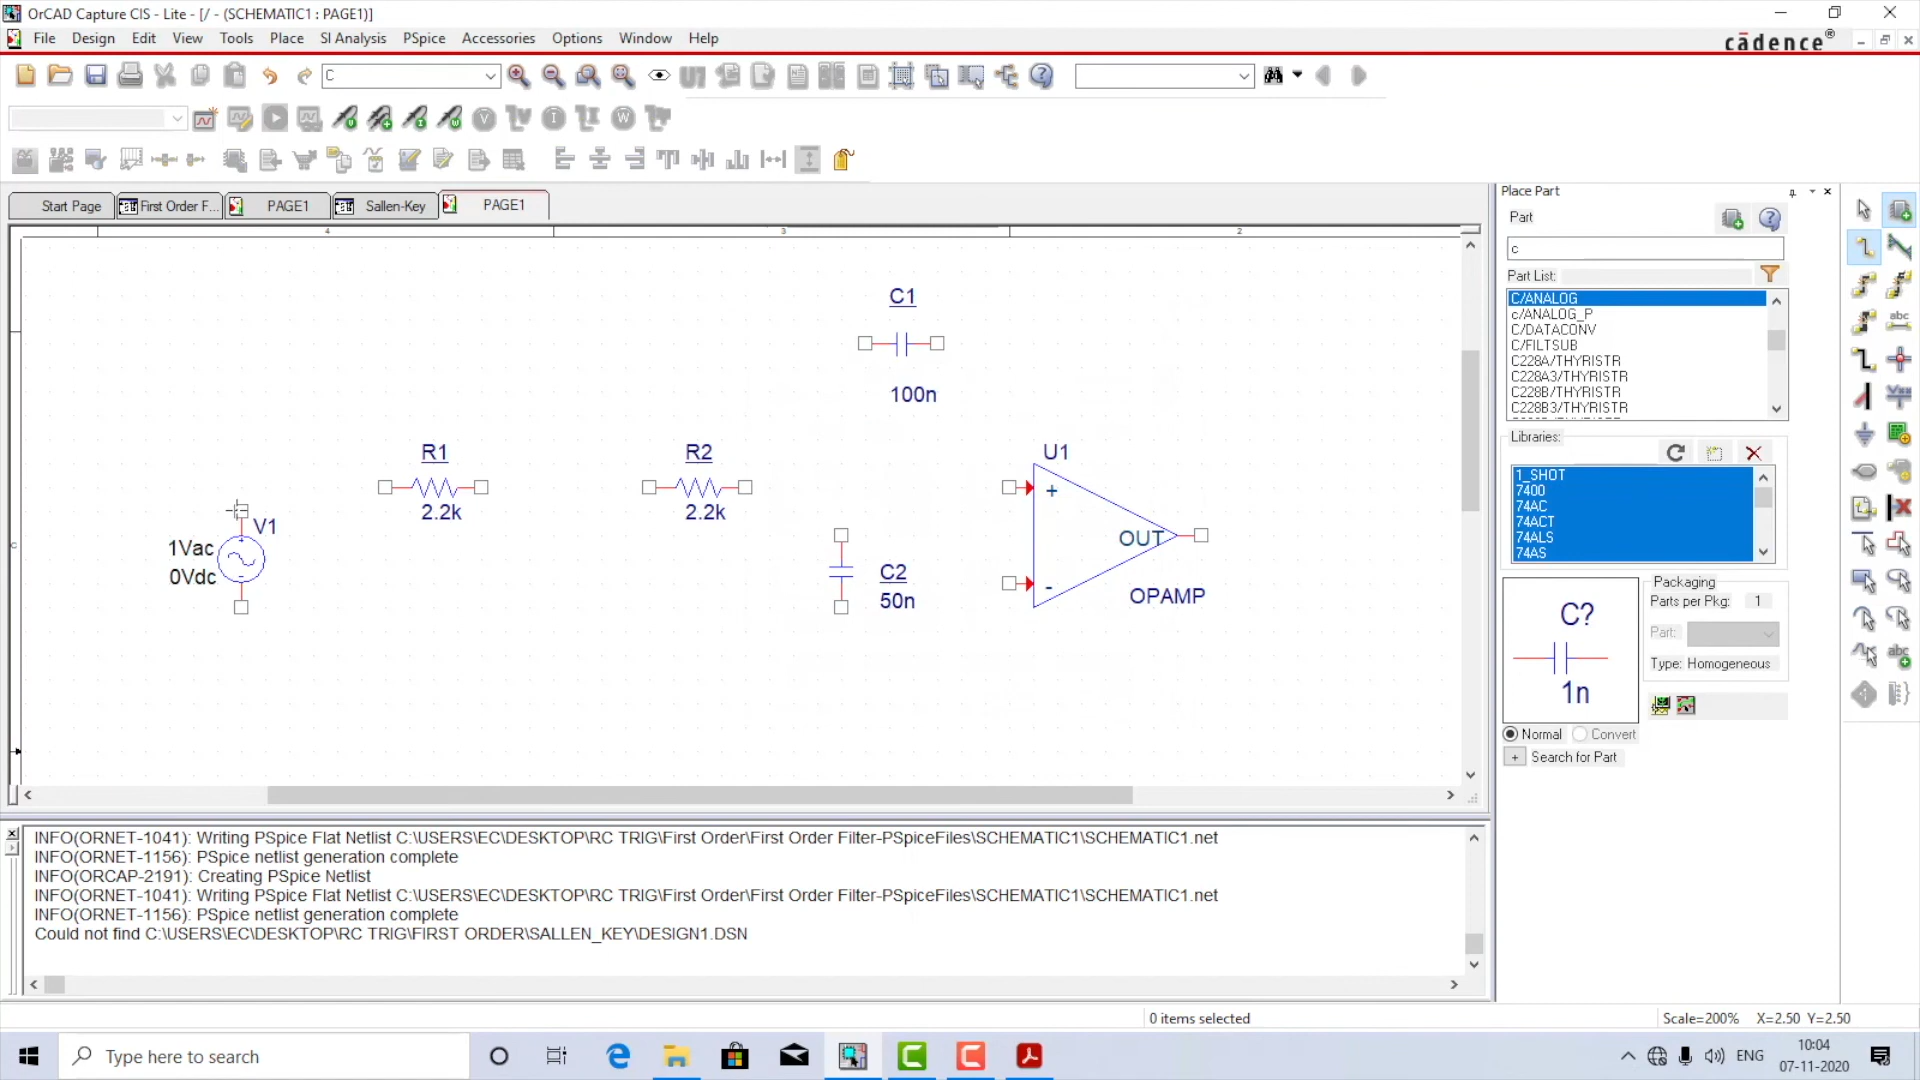 OrCAD Capture CIS - Lite - [/ - (SCHEMATIC1 : PAGE1)]
File Design Edit View Tools Place SI Analysis PSpice Accessories Options Window Help
cādence®
C
Start Page
First Order F...
PAGE1
Sallen-Key
PAGE1
4
3
2
C1
100n
R1
2.2k
R2
2.2k
V1
1Vac
0Vdc
C2
50n
U1
+
-
OUT
OPAMP
C
Place Part
Part
c
Part List:
C/ANALOG
c/ANALOG_P
C/DATACONV
C/FILTSUB
C228A/THYRISTR
C228A3/THYRISTR
C228B/THYRISTR
C228B3/THYRISTR
Libraries:
1_SHOT
7400
74AC
74ACT
74ALS
74AS
C?
1n
Packaging
Parts per Pkg: 1
Part:
Type: Homogeneous
Normal Convert
+ Search for Part
INFO(ORNET-1041): Writing PSpice Flat Netlist C:\USERS\EC\DESKTOP\RC TRIG\First Order\First Order Filter-PSpiceFiles\SCHEMATIC1\SCHEMATIC1.net
INFO(ORNET-1156): PSpice netlist generation complete
INFO(ORCAP-2191): Creating PSpice Netlist
INFO(ORNET-1041): Writing PSpice Flat Netlist C:\USERS\EC\DESKTOP\RC TRIG\First Order\First Order Filter-PSpiceFiles\SCHEMATIC1\SCHEMATIC1.net
INFO(ORNET-1156): PSpice netlist generation complete
Could not find C:\USERS\EC\DESKTOP\RC TRIG\FIRST ORDER\SALLEN_KEY\DESIGN1.DSN
0 items selected
Scale=200% X=2.50 Y=2.50
Type here to search
ENG
10:04
07-11-2020